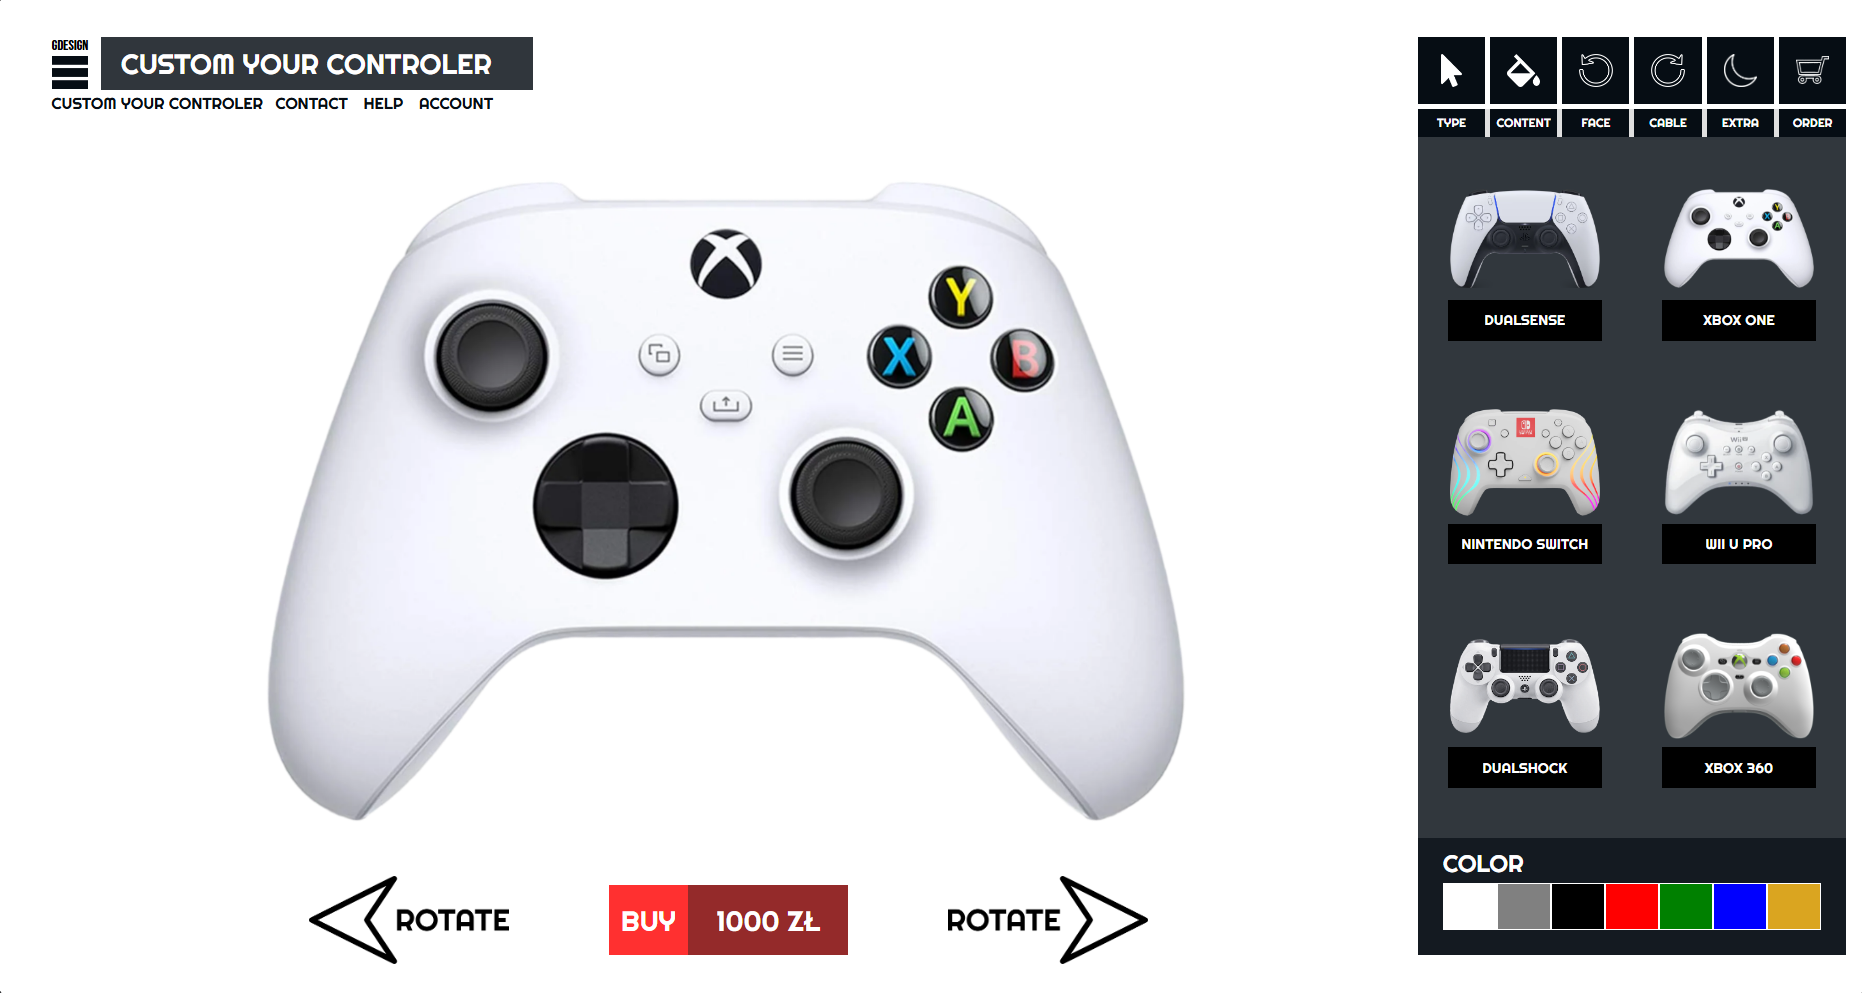 GDESIGN
CUSTOM YOUR CONTROLER
CUSTOM YOUR CONTROLER CONTACT HELP ACCOUNT
TYPE CONTENT FACE CABLE EXTRA ORDER
Y
X B
A
DUALSENSE XBOX ONE
NINTENDO SWITCH WII U PRO
DUALSHOCK XBOX 360
COLOR
ROTATE BUY 1000 ZŁ ROTATE